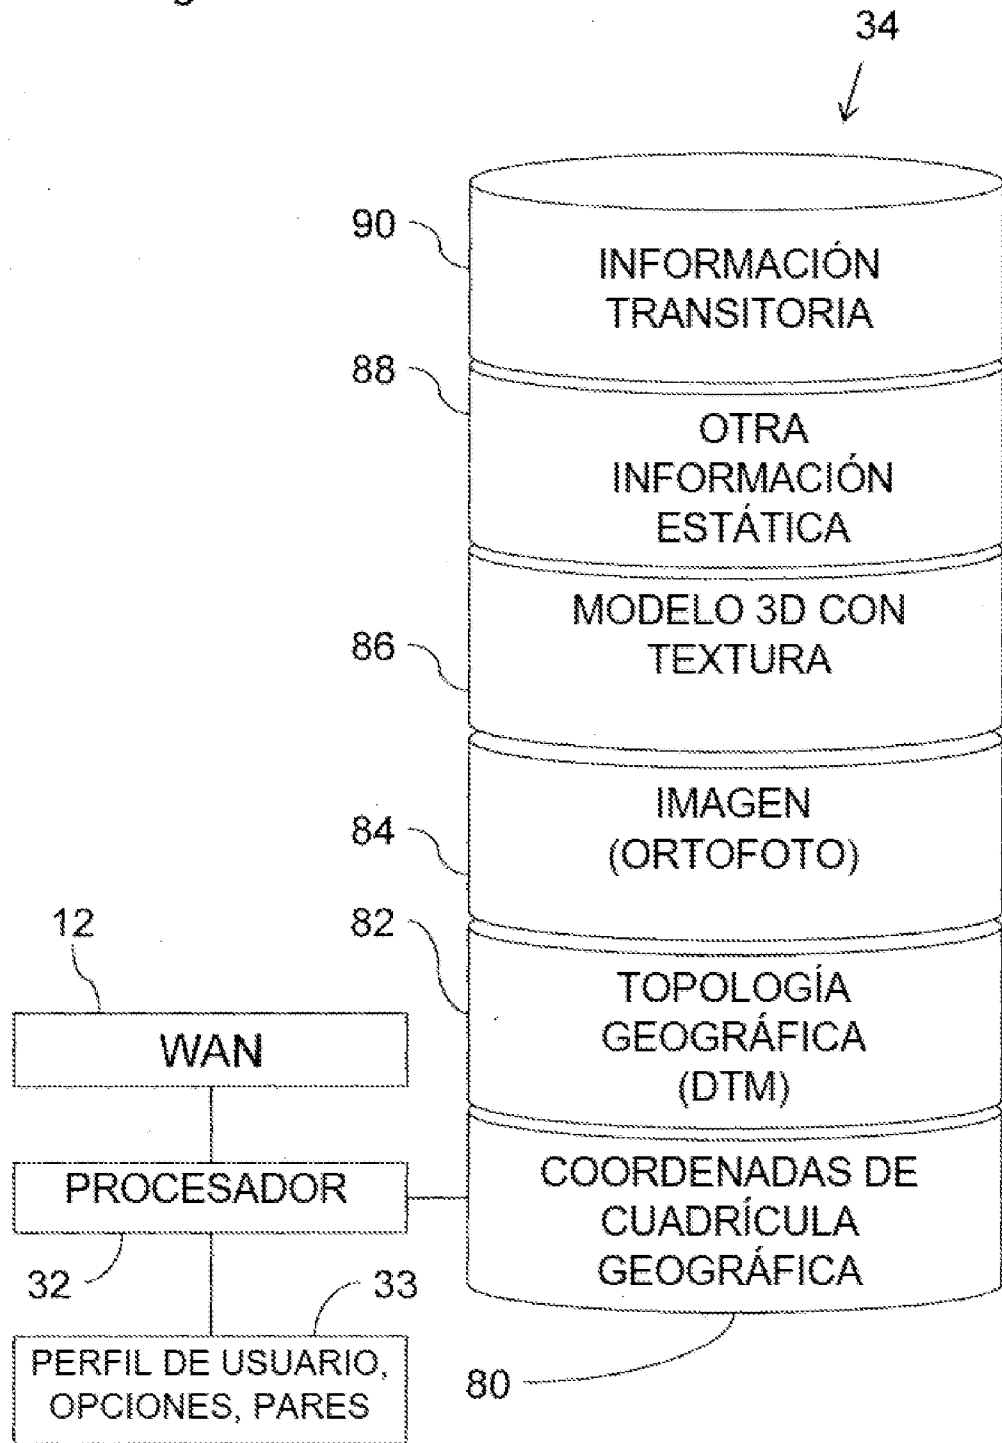 34
90
INFORMACIÓN
TRANSITORIA
88
OTRA
INFORMACIÓN
ESTÁTICA
86
MODELO 3D CON
TEXTURA
84
IMAGEN
(ORTOFOTO)
82
TOPOLOGÍA
GEOGRÁFICA
(DTM)
12
WAN
PROCESADOR
32
33
COORDENADAS DE
CUADRÍCULA
GEOGRÁFICA
80
PERFIL DE USUARIO,
OPCIONES, PARES